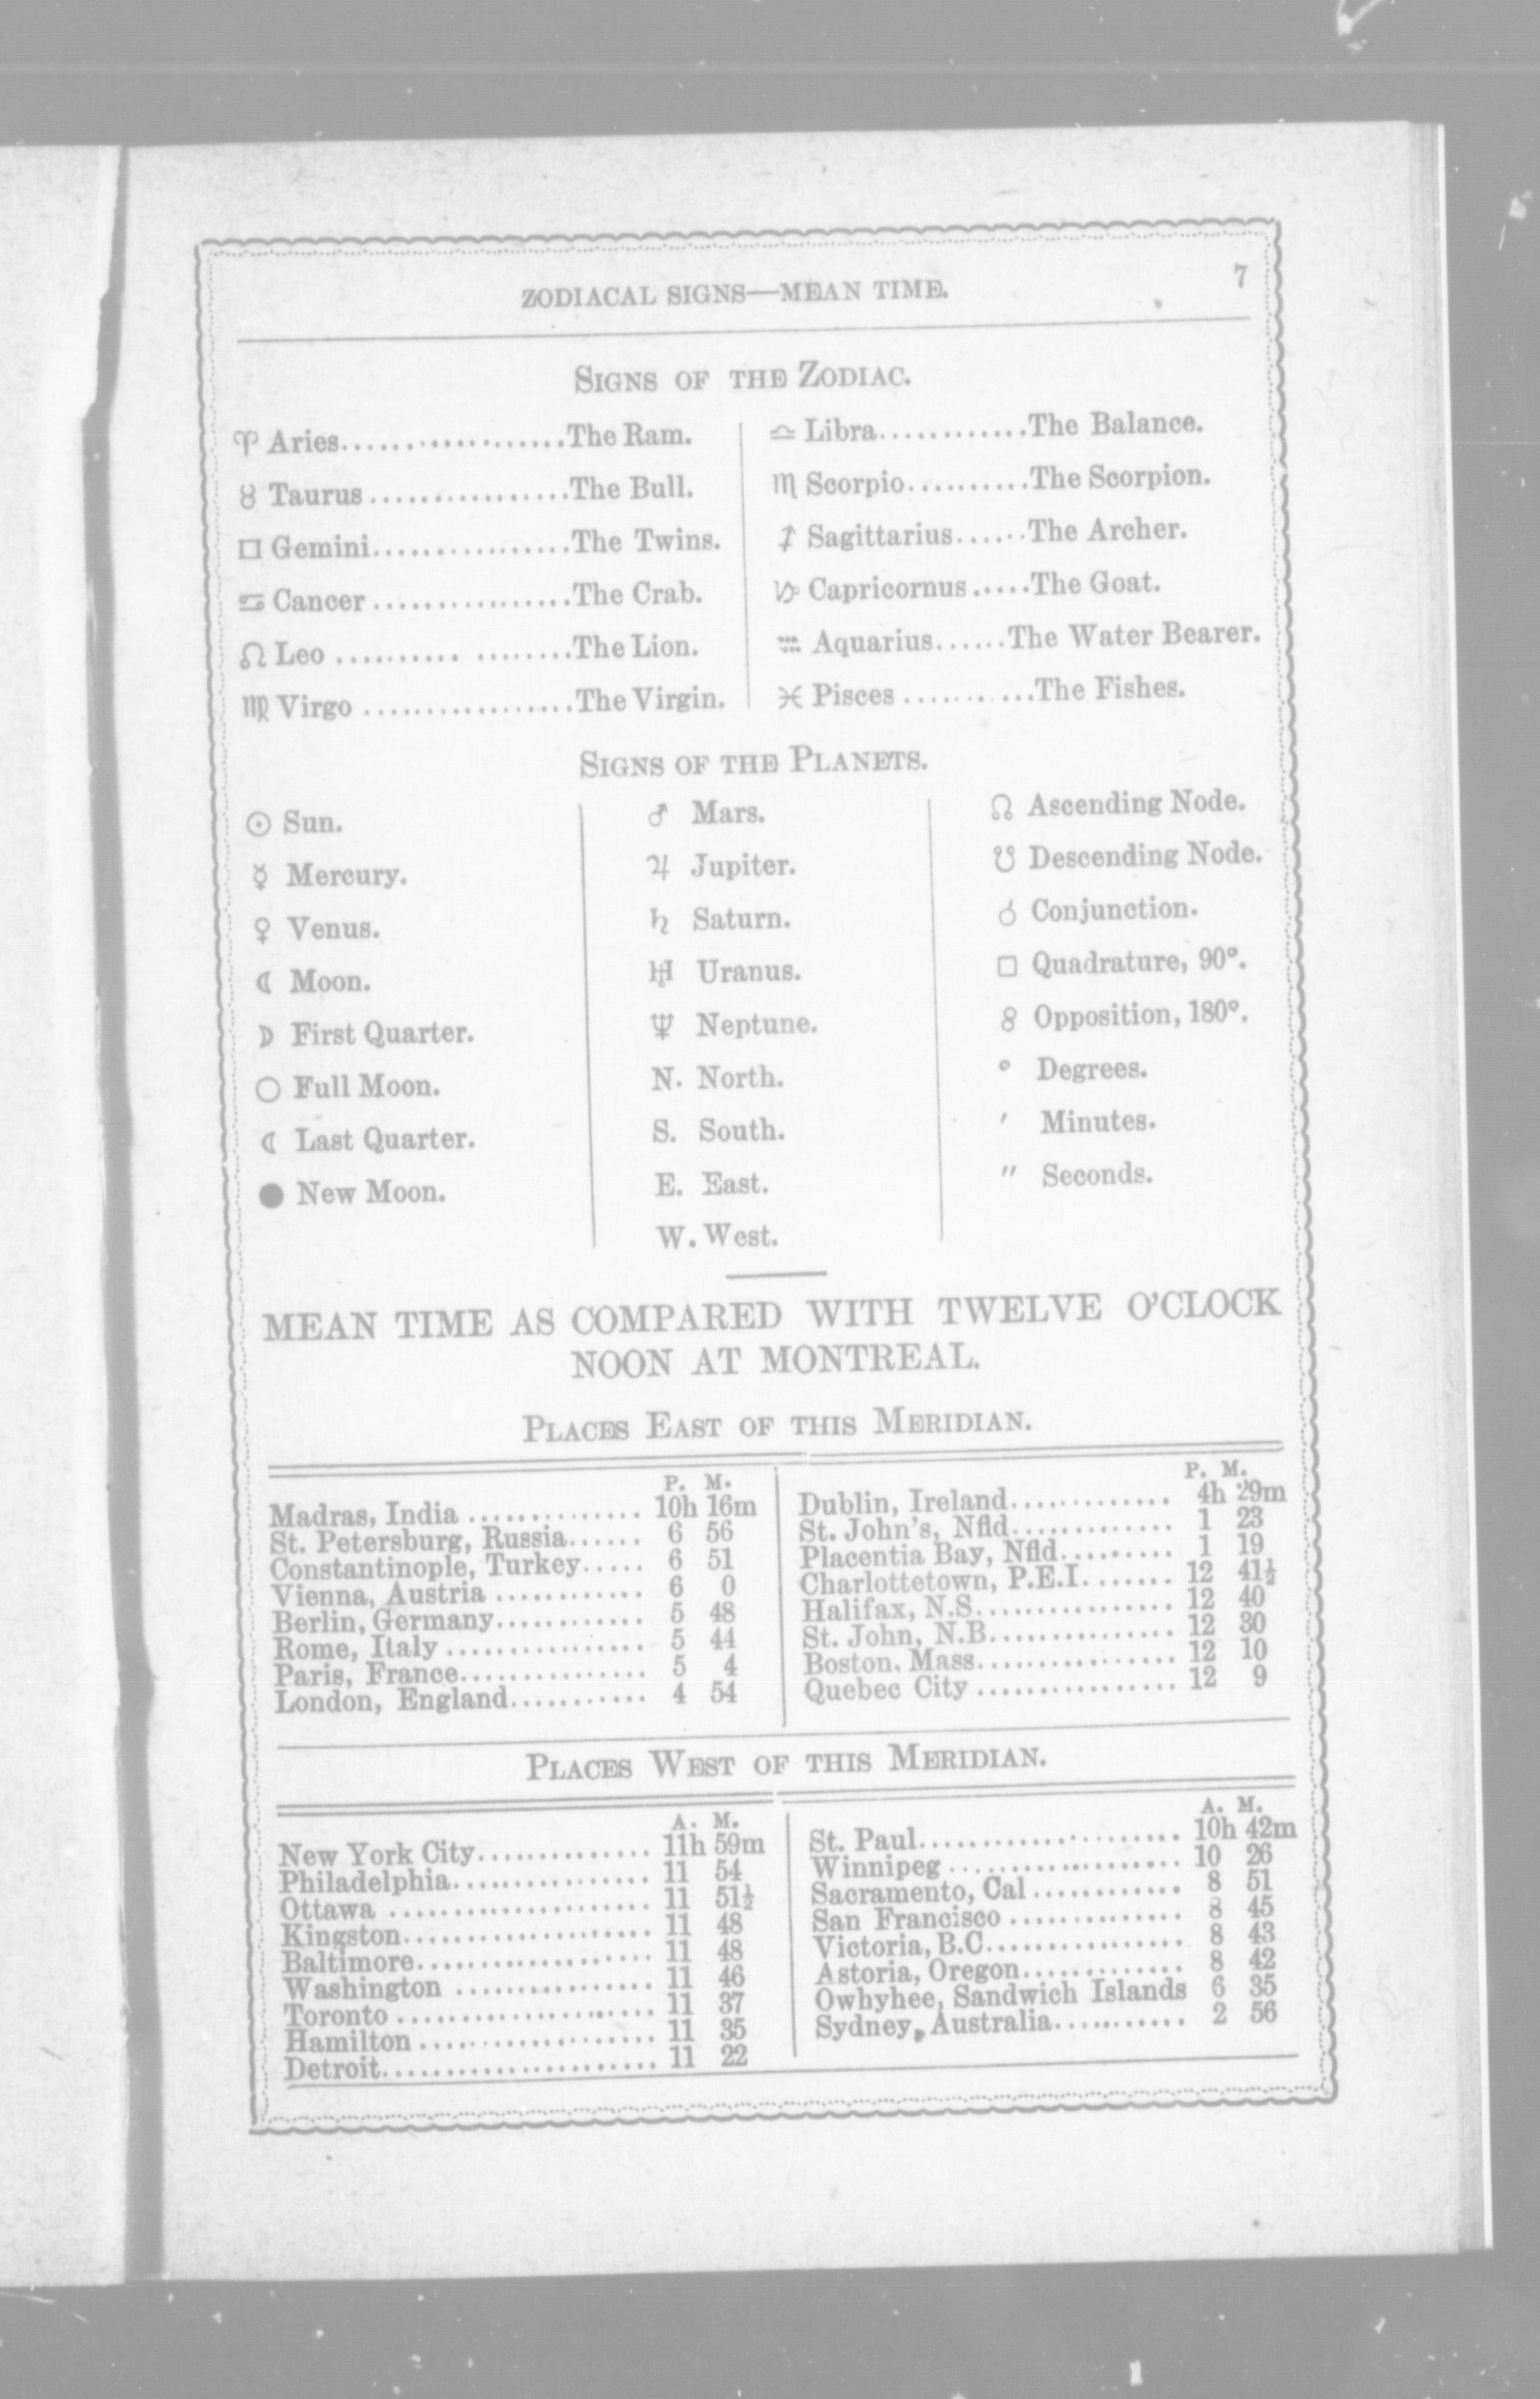 ZODIACAL SIGNS—MEAN TIME. 7
SIGNS OF THE ZODIAC.
♈ Aries..................The Ram.
♉ Taurus................The Bull.
□ Gemini................The Twins.
♋ Cancer................The Crab.
♌ Leo .......... ........The Lion.
♍ Virgo .................The Virgin.
♎ Libra............The Balance.
♏ Scorpio..........The Scorpion.
♐ Sagittarius......The Archer.
♑ Capricornus.....The Goat.
♒ Aquarius......The Water Bearer.
♓ Pisces ..........The Fishes.
SIGNS OF THE PLANETS.
☉ Sun.
☿ Mercury.
♀ Venus.
☾ Moon.
☽ First Quarter.
○ Full Moon.
☾ Last Quarter.
● New Moon.
♂ Mars.
♃ Jupiter.
♄ Saturn.
♅ Uranus.
♆ Neptune.
N. North.
S. South.
E. East.
W. West.
☊ Ascending Node.
☋ Descending Node.
☌ Conjunction.
□ Quadrature, 90°.
☍ Opposition, 180°.
° Degrees.
′ Minutes.
″ Seconds.
MEAN TIME AS COMPARED WITH TWELVE O'CLOCK
NOON AT MONTREAL.
PLACES EAST OF THIS MERIDIAN.
P. M.
Madras, India .............. 10h 16m
St. Petersburg, Russia...... 6 56
Constantinople, Turkey..... 6 51
Vienna, Austria ............ 6 0
Berlin, Germany............ 5 48
Rome, Italy ................ 5 44
Paris, France............... 5 4
London, England........... 4 54
P. M.
Dublin, Ireland............. 4h 29m
St. John's, Nfld............. 1 23
Placentia Bay, Nfld......... 1 19
Charlottetown, P.E.I....... 12 41½
Halifax, N.S................ 12 40
St. John, N.B............... 12 30
Boston, Mass................ 12 10
Quebec City ................ 12 9
PLACES WEST OF THIS MERIDIAN.
A. M.
New York City.............. 11h 59m
Philadelphia................ 11 54
Ottawa ..................... 11 51½
Kingston.................... 11 48
Baltimore................... 11 48
Washington ................ 11 46
Toronto ..................... 11 37
Hamilton ................... 11 35
Detroit...................... 11 22
A. M.
St. Paul..................... 10h 42m
Winnipeg ................... 10 26
Sacramento, Cal ............ 8 51
San Francisco .............. 8 45
Victoria, B.C................ 8 43
Astoria, Oregon............. 8 42
Owhyhee, Sandwich Islands 6 35
Sydney, Australia........... 2 56